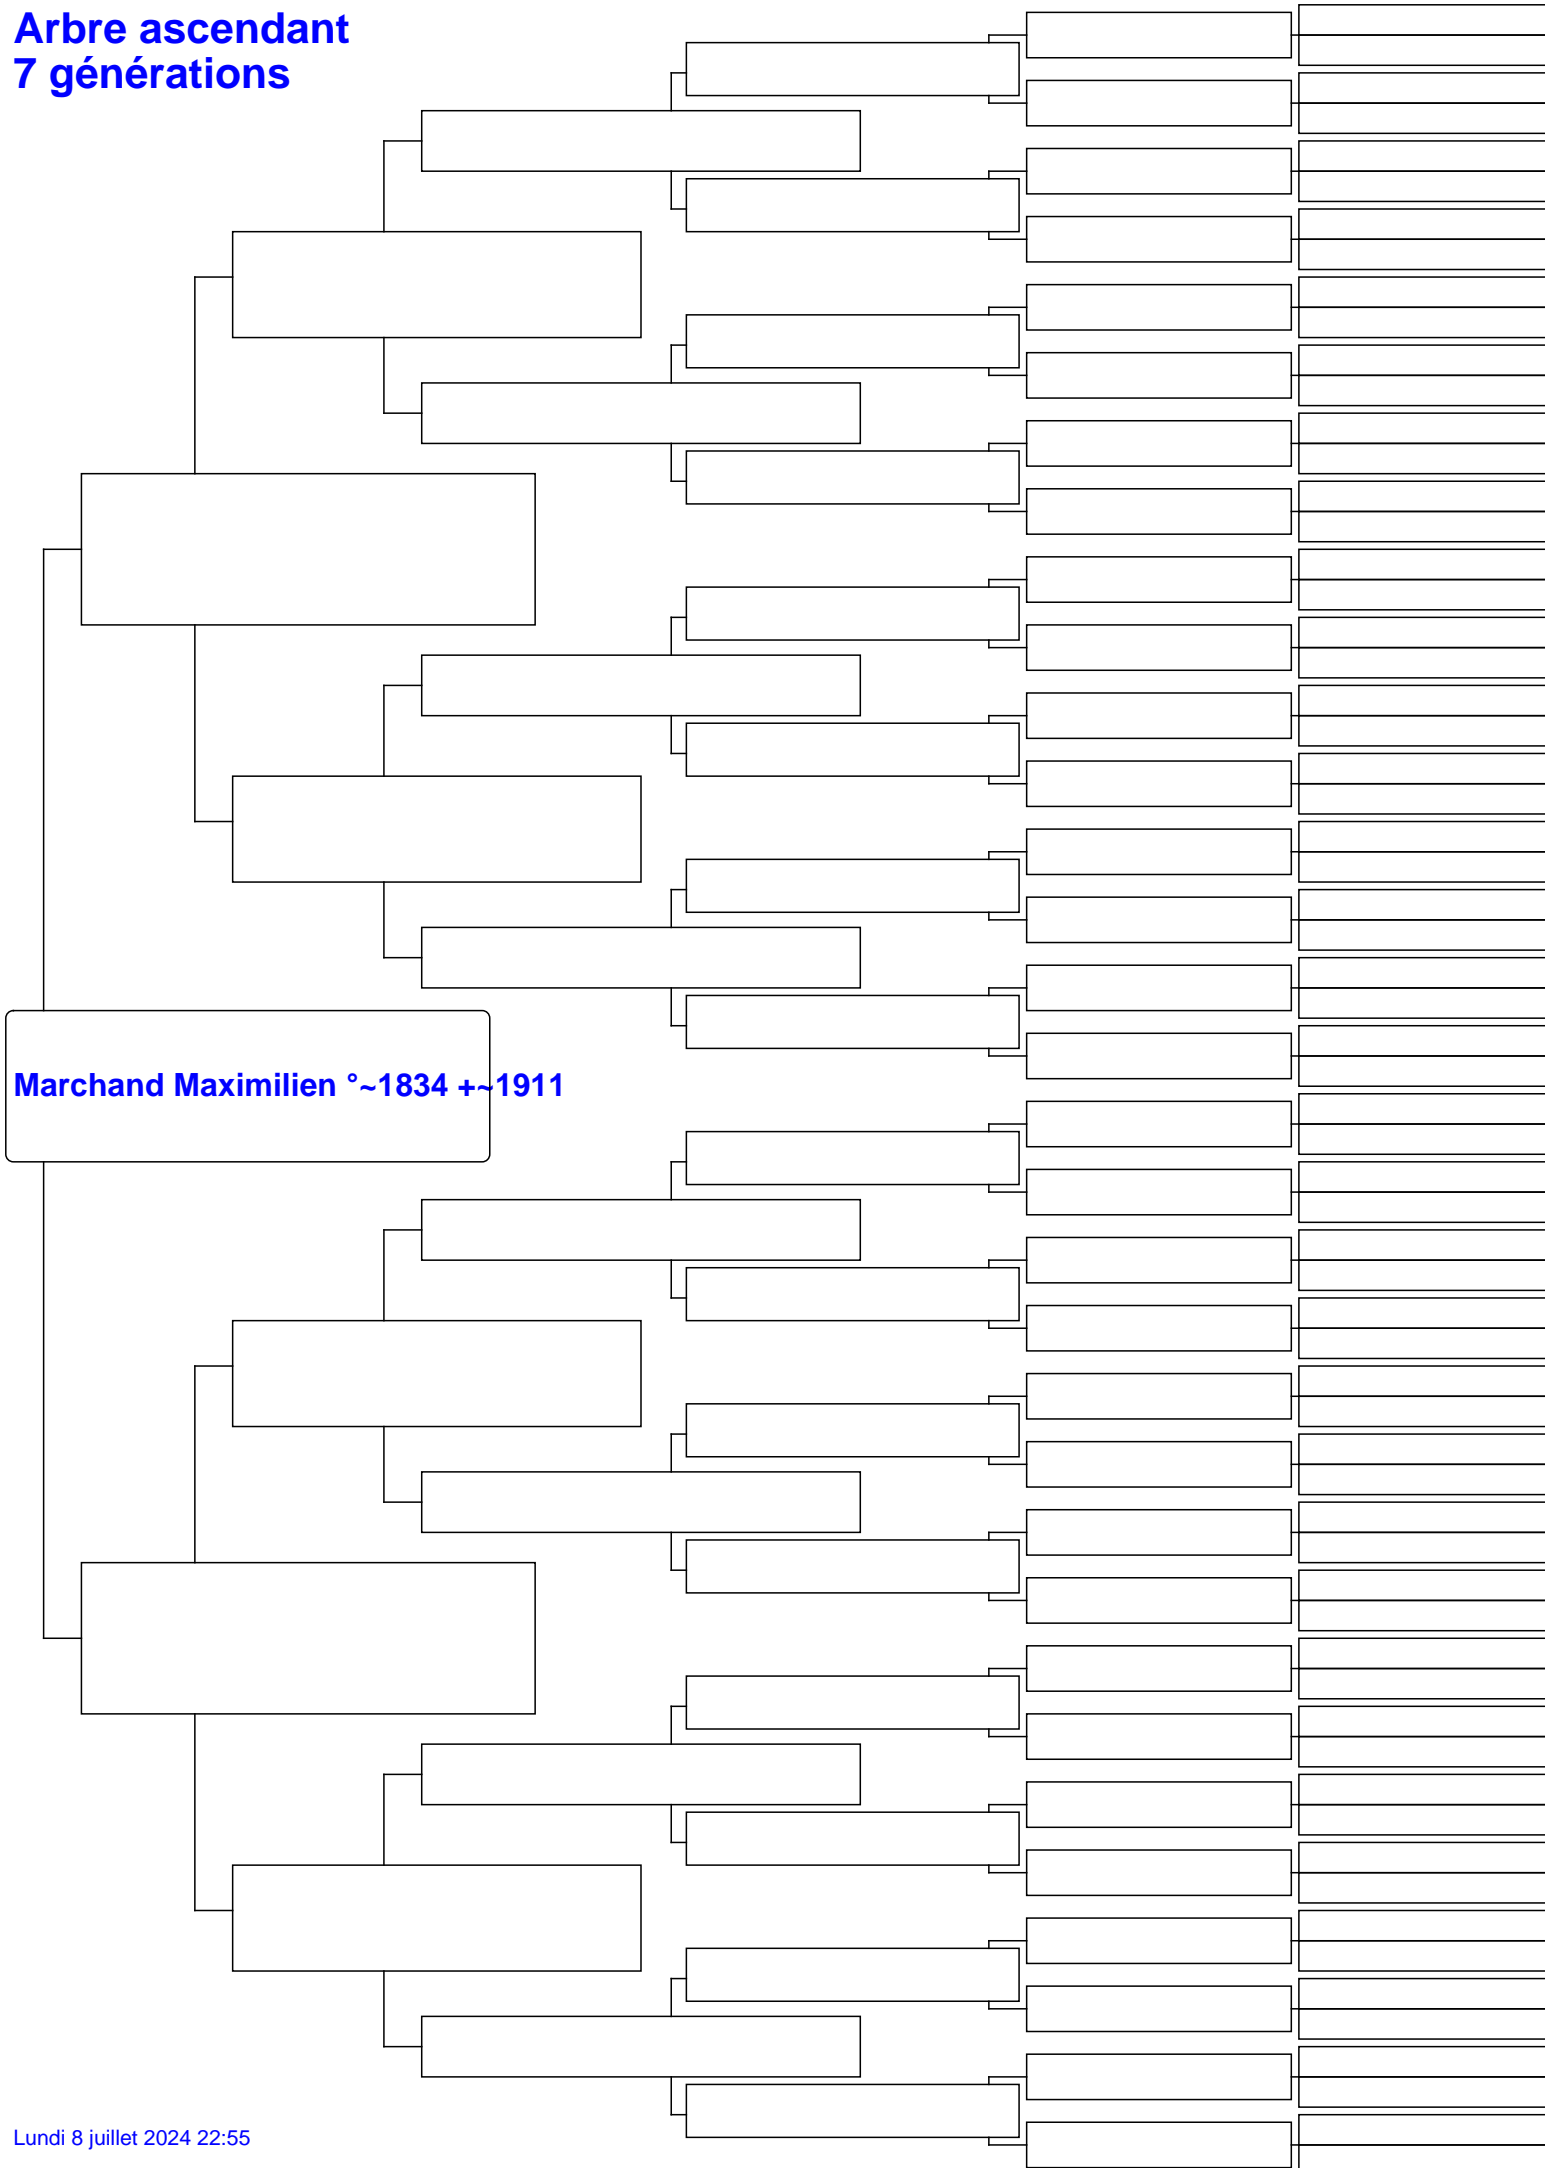 Arbre ascendant
7 générations
Marchand Maximilien °~1834 +~1911
Lundi 8 juillet 2024 22:55